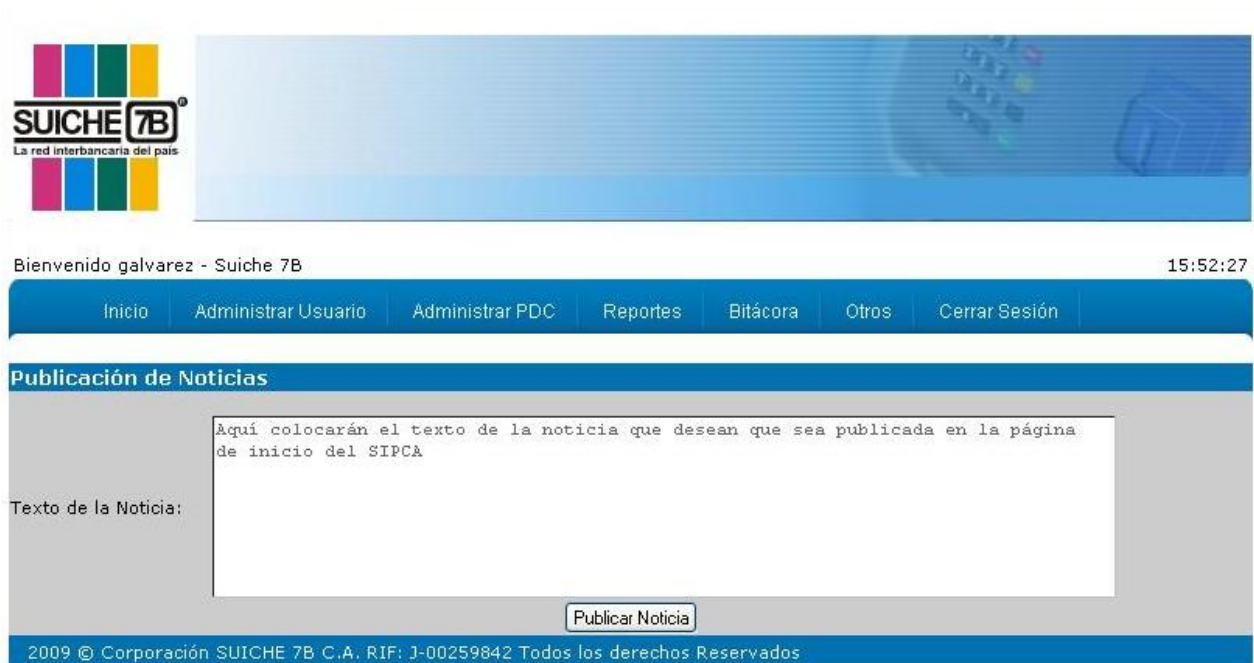 SUICHE 7B®
La red interbancaria del país
Bienvenido galvarez - Suiche 7B 15:52:27
Inicio Administrar Usuario Administrar PDC Reportes Bitácora Otros Cerrar Sesión
Publicación de Noticias
Aquí colocarán el texto de la noticia que desean que sea publicada en la página
de inicio del SIPCA
Texto de la Noticia:
Publicar Noticia
2009 © Corporación SUICHE 7B C.A. RIF: J-00259842 Todos los derechos Reservados